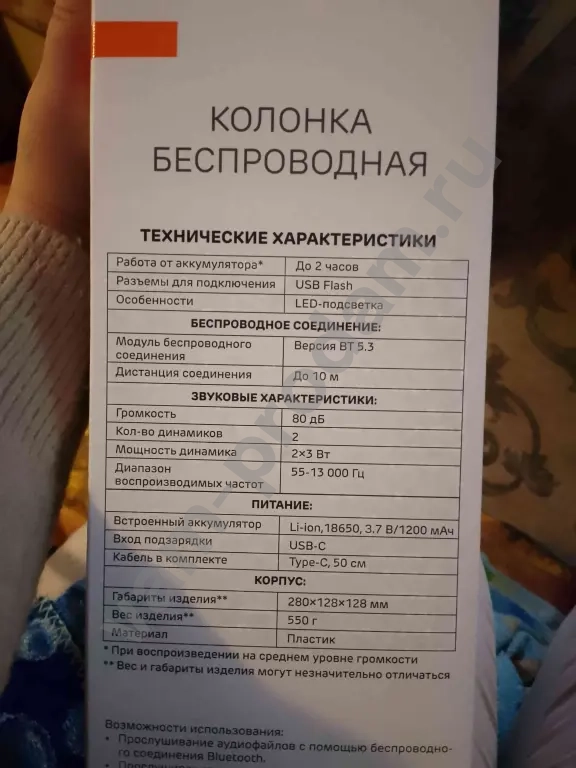 КОЛОНКА
БЕСПРОВОДНАЯ
ТЕХНИЧЕСКИЕ ХАРАКТЕРИСТИКИ
Работа от аккумулятора* До 2 часов
Разъемы для подключения USB Flash
Особенности LED-подсветка
БЕСПРОВОДНОЕ СОЕДИНЕНИЕ:
Модуль беспроводного Версия BT 5.3
соединения
Дистанция соединения До 10 м
ЗВУКОВЫЕ ХАРАКТЕРИСТИКИ:
Громкость 80 дБ
Кол-во динамиков 2
Мощность динамика 2×3 Вт
Диапазон 55-13 000 Гц
воспроизводимых частот
ПИТАНИЕ:
Встроенный аккумулятор Li-ion,18650, 3.7 В/1200 мАч
Вход подзарядки USB-C
Кабель в комплекте Type-C, 50 см
КОРПУС:
Габариты изделия** 280×128×128 мм
Вес изделия** 550 г
Материал Пластик
* При воспроизведении на среднем уровне громкости
** Вес и габариты изделия могут незначительно отличаться
Возможности использования:
• Прослушивание аудиофайлов с помощью беспроводно-
го соединения Bluetooth.